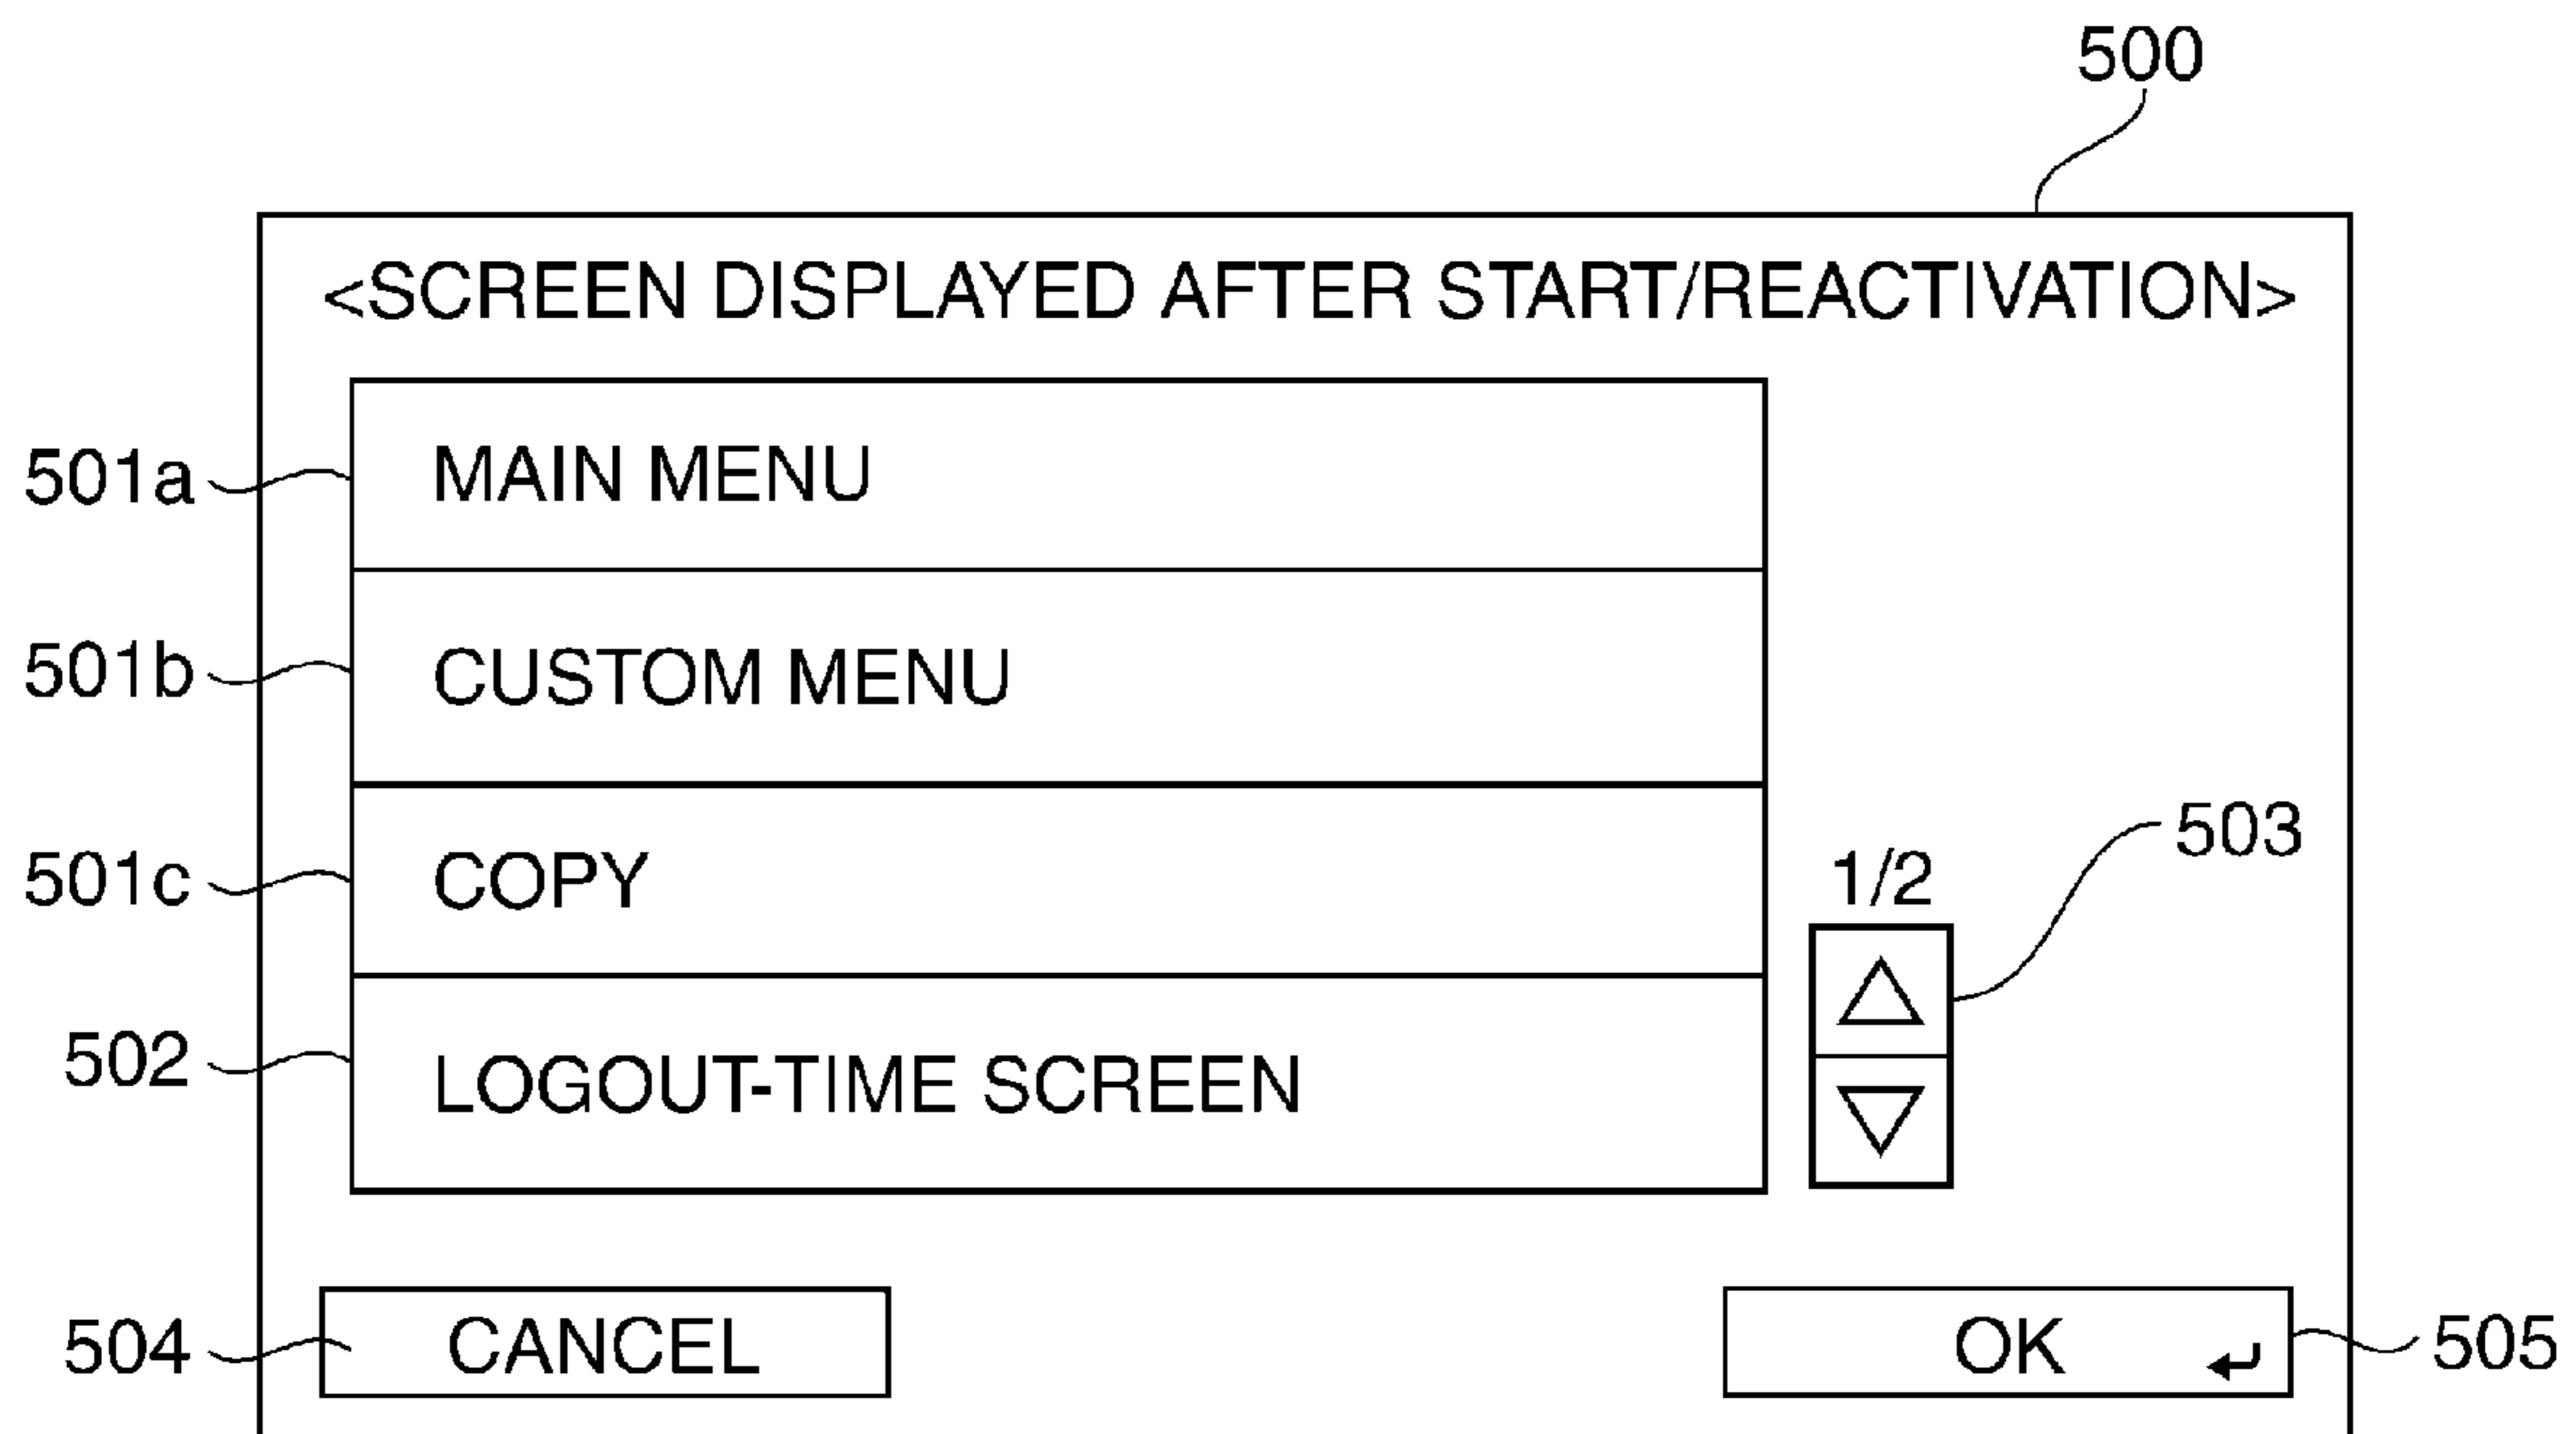 500
<SCREEN DISPLAYED AFTER START/REACTIVATION>
501a MAIN MENU
501b CUSTOM MENU
503
501c COPY 1/2
502 LOGOUT-TIME SCREEN
504 CANCEL OK 505